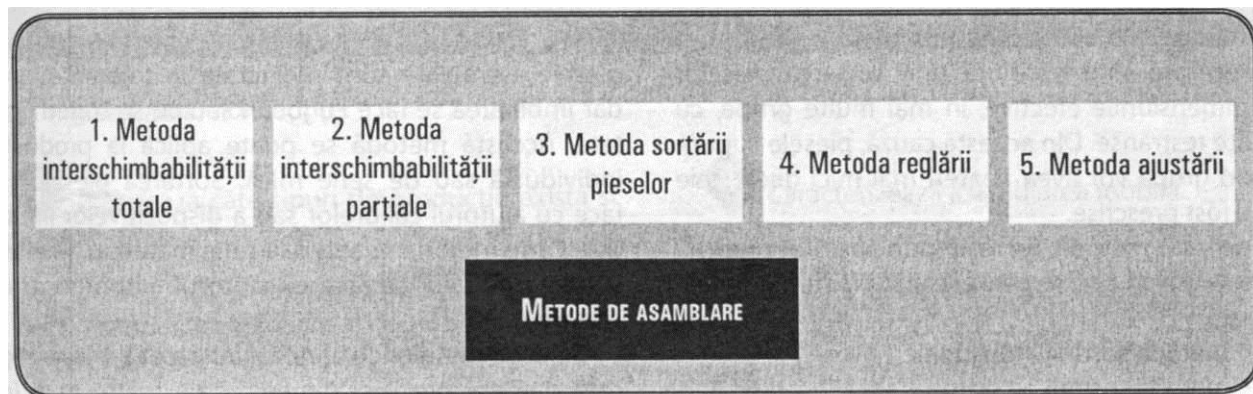 1. Metoda
interschimbabilității
totale
2. Metoda
interschimbabilității
parțiale
3. Metoda sortării
pieselor
4. Metoda reglării
5. Metoda ajustării
METODE DE ASAMBLARE